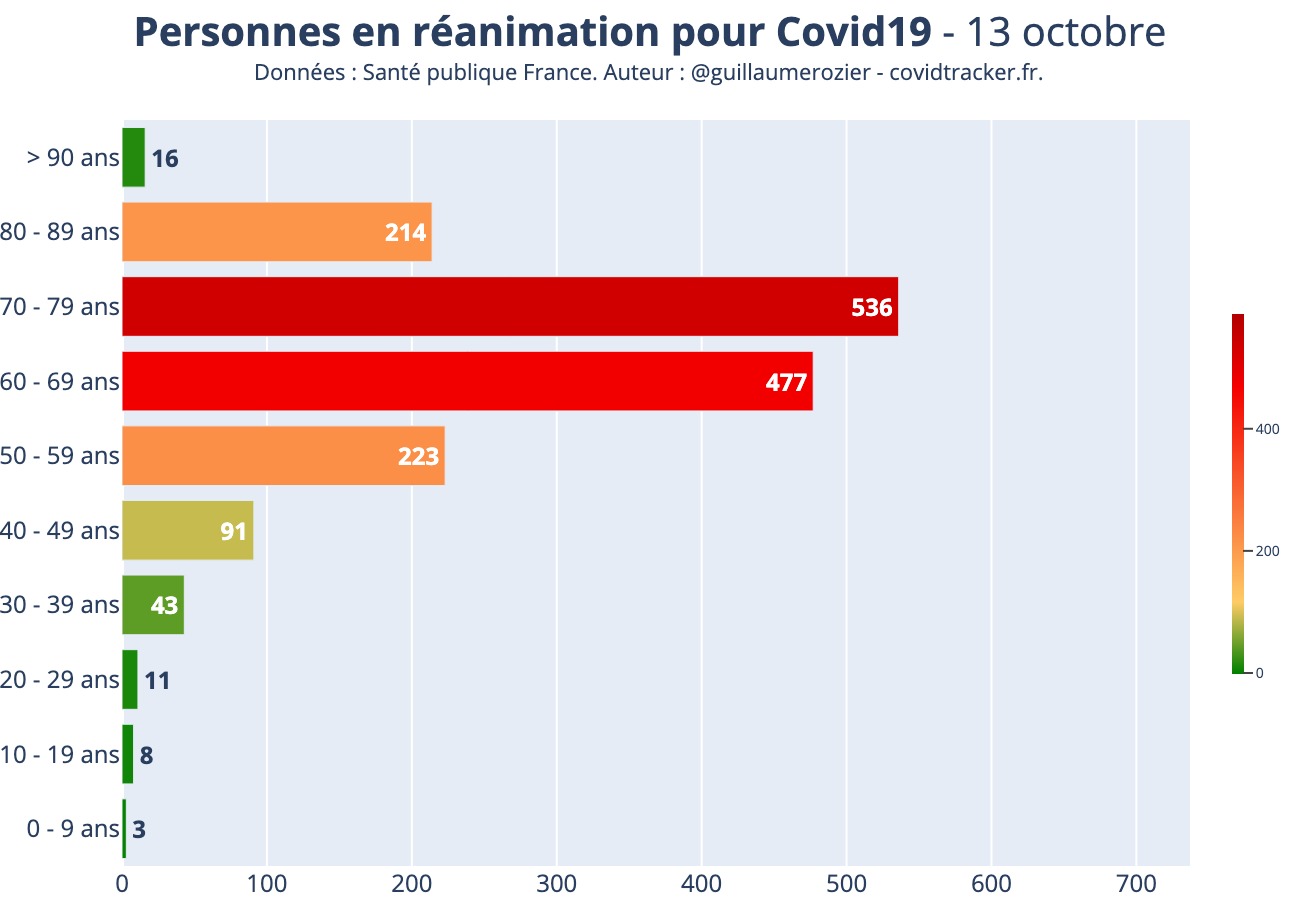 Personnes en réanimation pour Covid19 - 13 octobre
Données : Santé publique France. Auteur : @guillaumerozier - covidtracker.fr.
> 90 ans 16
80 - 89 ans 214
70 - 79 ans 536
60 - 69 ans 477
50 - 59 ans 223
40 - 49 ans 91
30 - 39 ans 43
20 - 29 ans 11
10 - 19 ans 8
0 - 9 ans 3
0 100 200 300 400 500 600 700
400
200
0